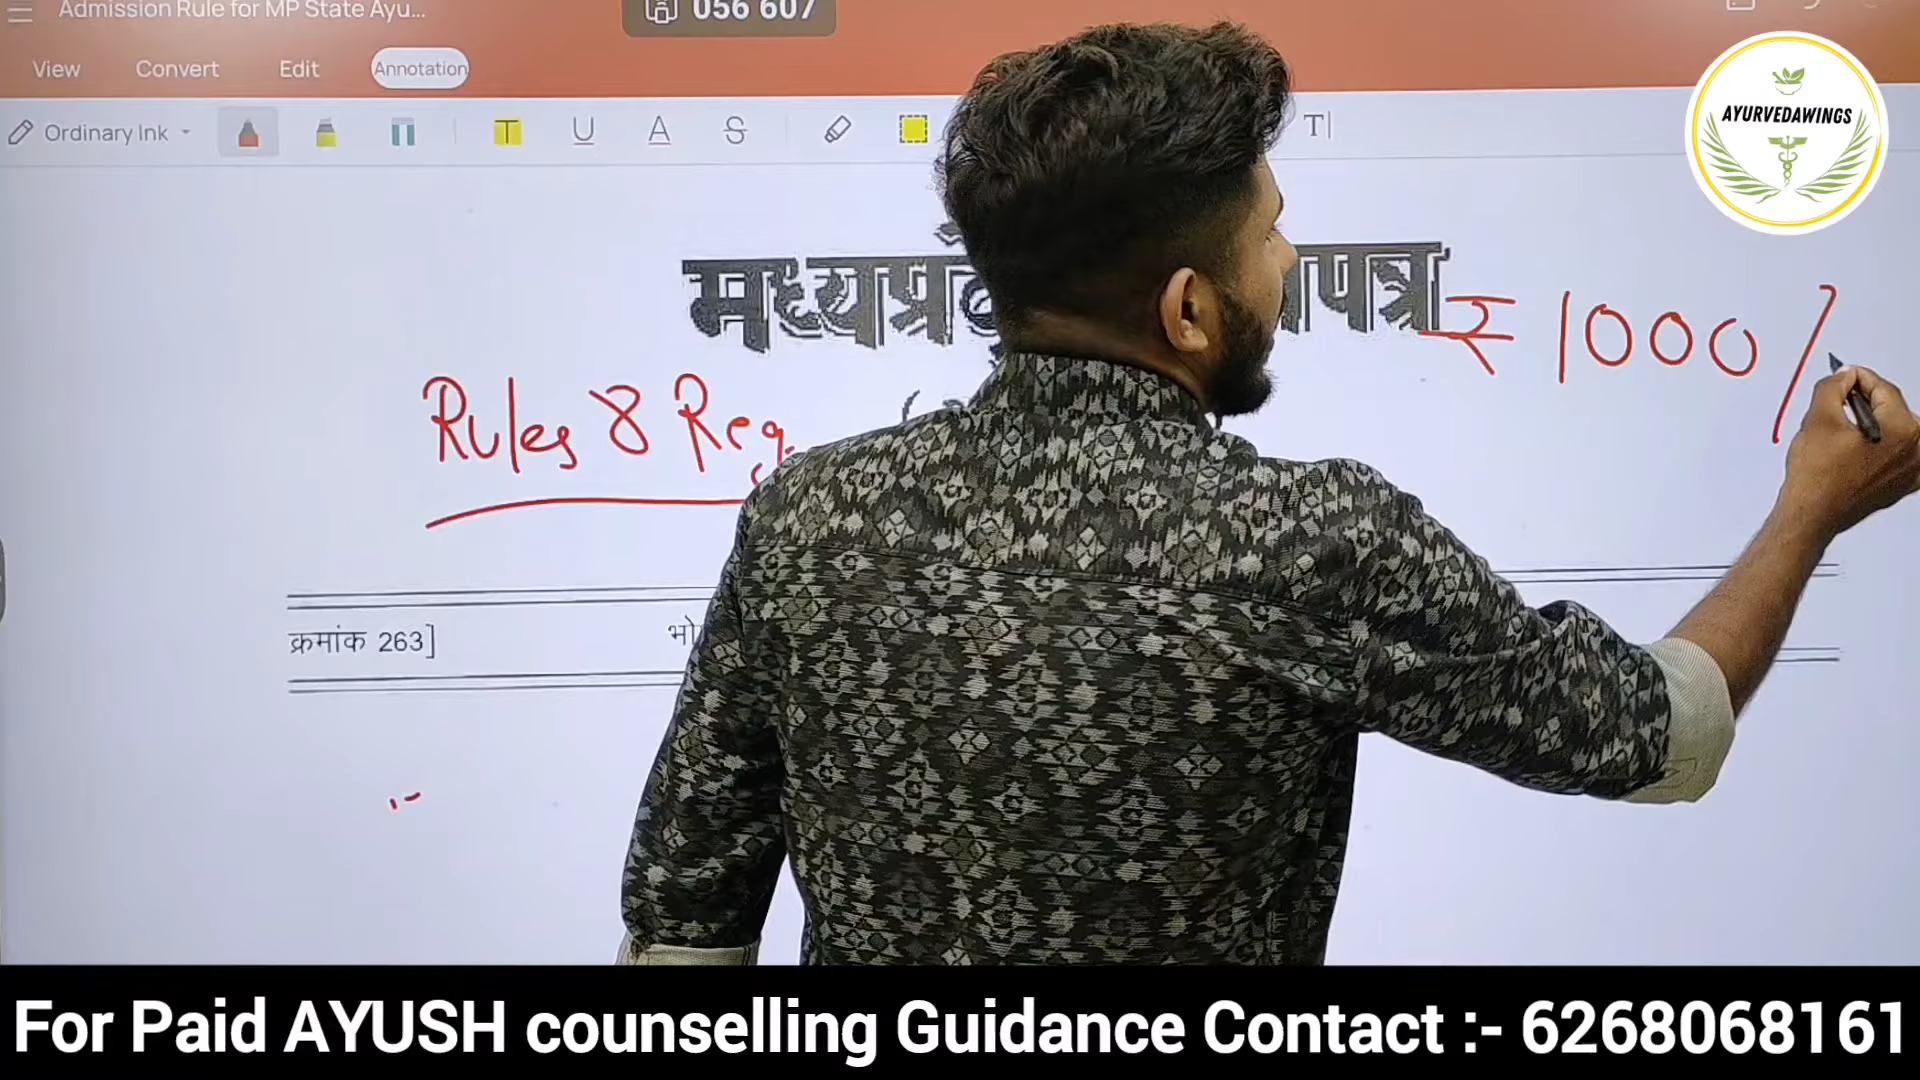 Admission Rule for MP State Ayu...
056 607
View Convert Edit Annotation
Ordinary Ink T U A S T|
AYURVEDAWINGS
₹ 1000/
Rules & Reg
क्रमांक 263]
For Paid AYUSH counselling Guidance Contact :- 6268068161